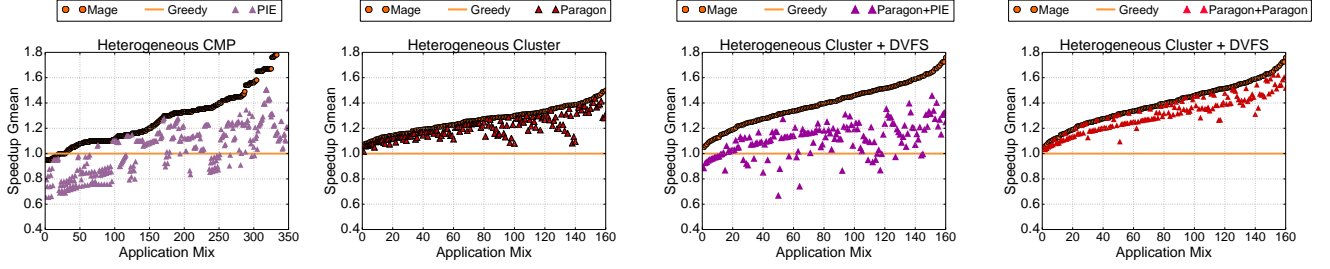 Mage Greedy PIE
Heterogeneous CMP
Speedup Gmean
1.8
1.6
1.4
1.2
1.0
0.8
0.6
0.4
0 50 100 150 200 250 300 350
Application Mix
Mage Greedy Paragon
Heterogeneous Cluster
Speedup Gmean
1.8
1.6
1.4
1.2
1.0
0.8
0.6
0.4
0 20 40 60 80 100 120 140 160
Application Mix
Mage Greedy Paragon+PIE
Heterogeneous Cluster + DVFS
Speedup Gmean
1.8
1.6
1.4
1.2
1.0
0.8
0.6
0.4
0 20 40 60 80 100 120 140 160
Application Mix
Mage Greedy Paragon+Paragon
Heterogeneous Cluster + DVFS
Speedup Gmean
1.8
1.6
1.4
1.2
1.0
0.8
0.6
0.4
0 20 40 60 80 100 120 140 160
Application Mix